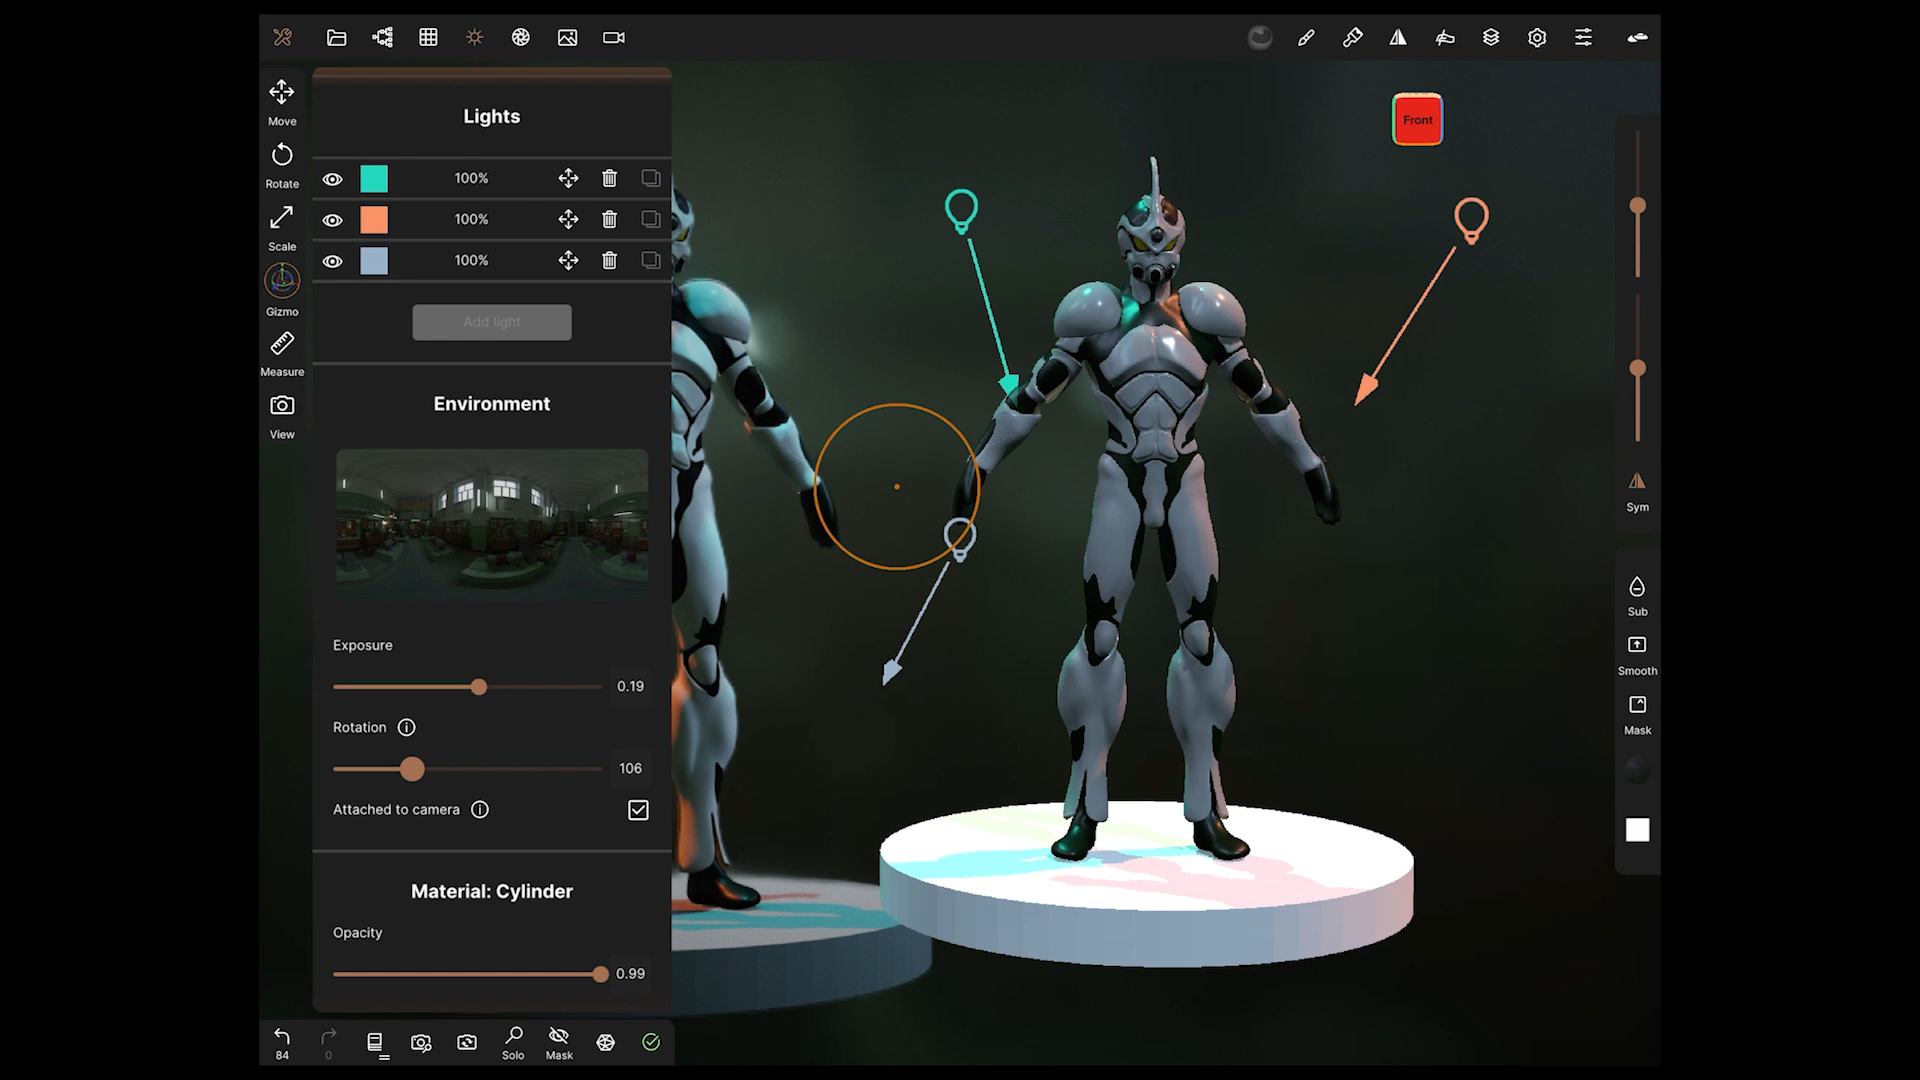 Move
Rotate
Scale
Gizmo
Measure
View
Lights
100%
100%
100%
Add light
Environment
Exposure
0.19
Rotation
106
Attached to camera
Material: Cylinder
Opacity
0.99
84
0
Solo
Mask
Front
Sym
Sub
Smooth
Mask